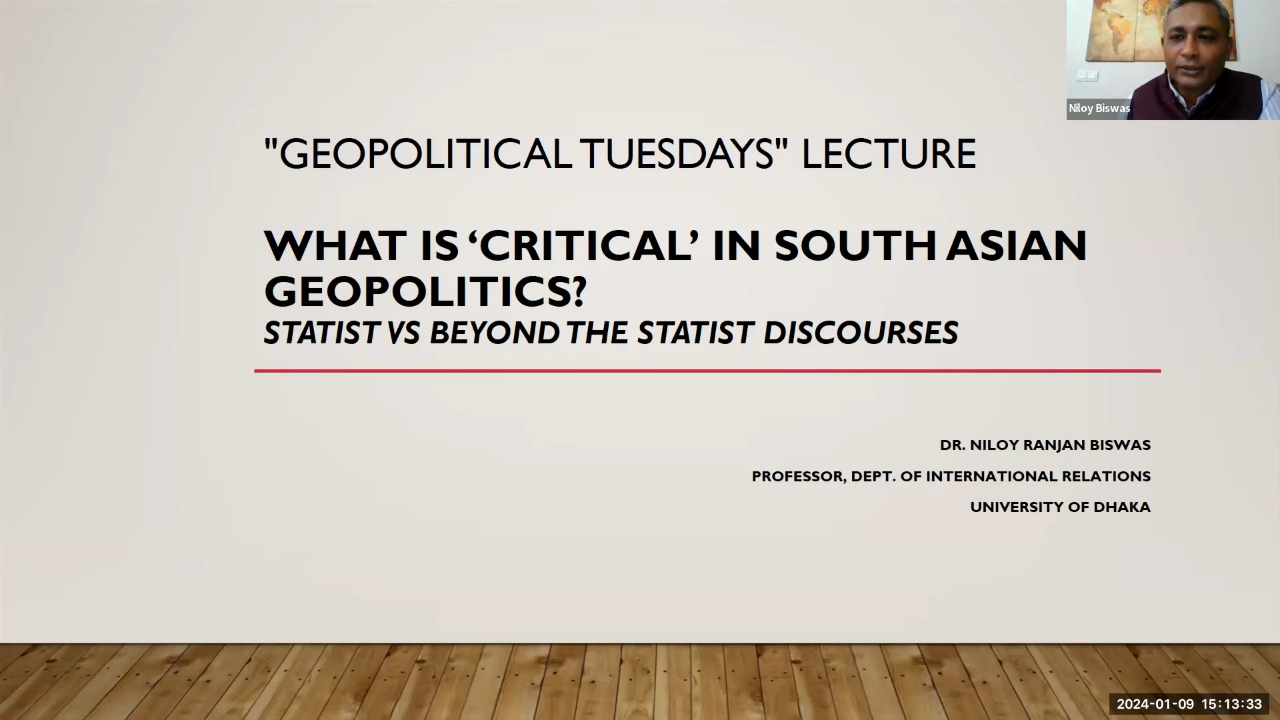 Niloy Biswas
"GEOPOLITICAL TUESDAYS" LECTURE
WHAT IS ‘CRITICAL’ IN SOUTH ASIAN
GEOPOLITICS?
STATIST VS BEYOND THE STATIST DISCOURSES
DR. NILOY RANJAN BISWAS
PROFESSOR, DEPT. OF INTERNATIONAL RELATIONS
UNIVERSITY OF DHAKA
2024-01-09 15:13:33